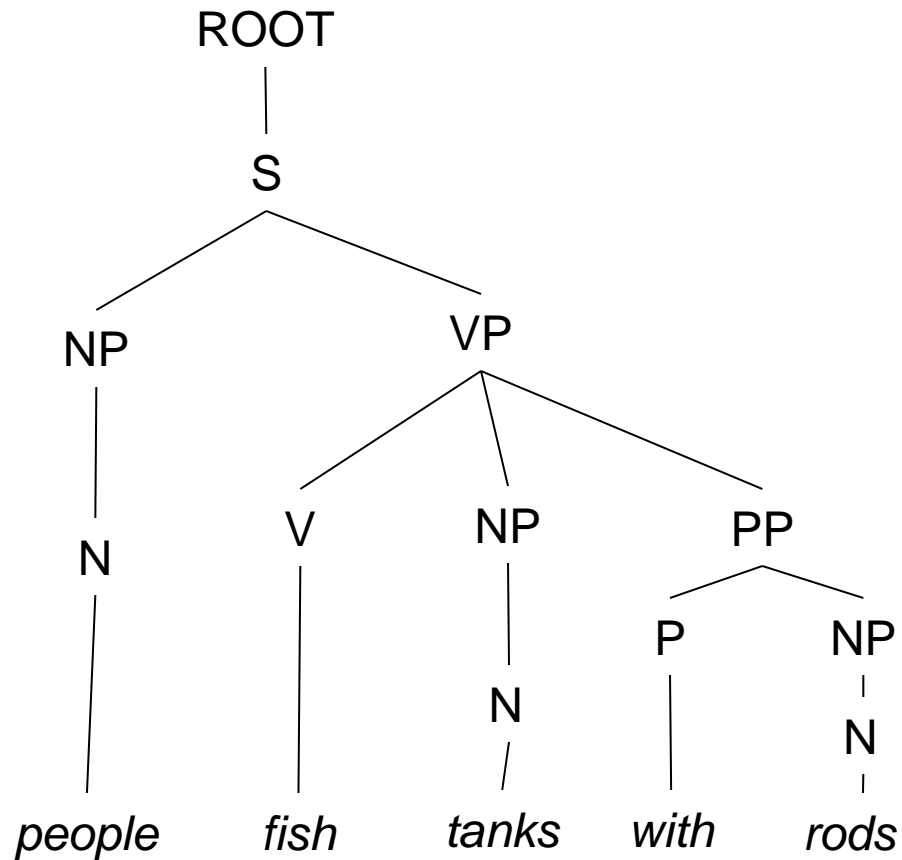 ROOT
S
NP VP
V NP PP
N
P NP
N
N
people fish tanks with rods